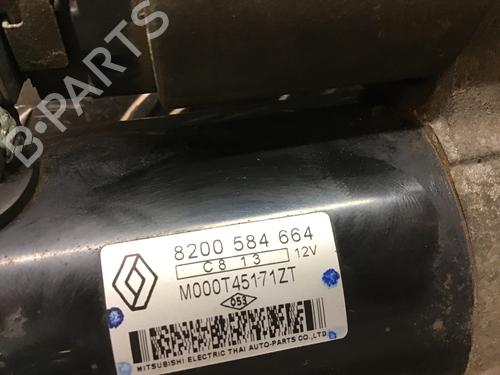 B-PARTS
8200 584 664
C8 13 12V
M000T45171ZT
053
MITSUBISHI ELECTRIC THAI AUTO-PARTS CO.,LTD.